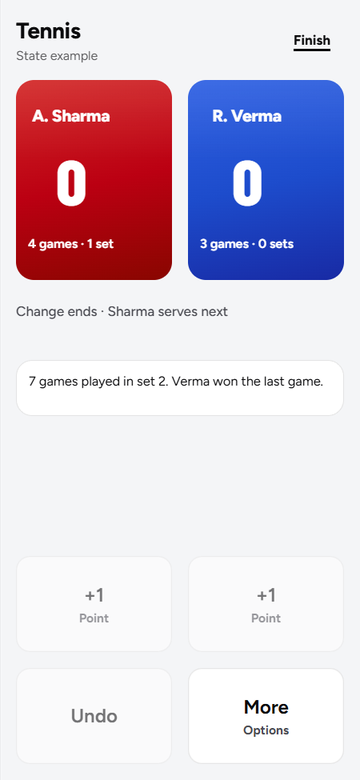 Tennis
State example
Finish
A. Sharma
0
4 games · 1 set
R. Verma
0
3 games · 0 sets
Change ends · Sharma serves next
7 games played in set 2. Verma won the last game.
+1
Point
+1
Point
Undo
More
Options